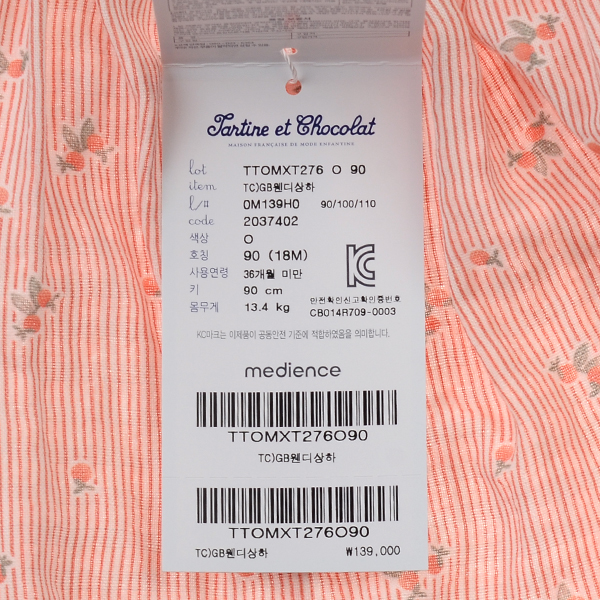 Tartine et Chocolat
MAISON FRANÇAISE DE MODE ENFANTINE
lot TTOMXT276 O 90
item TC)GB웬디상하
l/# 0M139H0 90/100/110
code 2037402
색상 O
호칭 90 (18M)
사용연령 36개월 미만
키 90 cm
몸무게 13.4 kg
안전확인신고확인증번호
CB014R709-0003
KC마크는 이제품이 공통안전 기준에 적합하였음을 의미합니다.
medience
TTOMXT276O90
TC)GB웬디상하
TTOMXT276O90
TC)GB웬디상하 ₩139,000